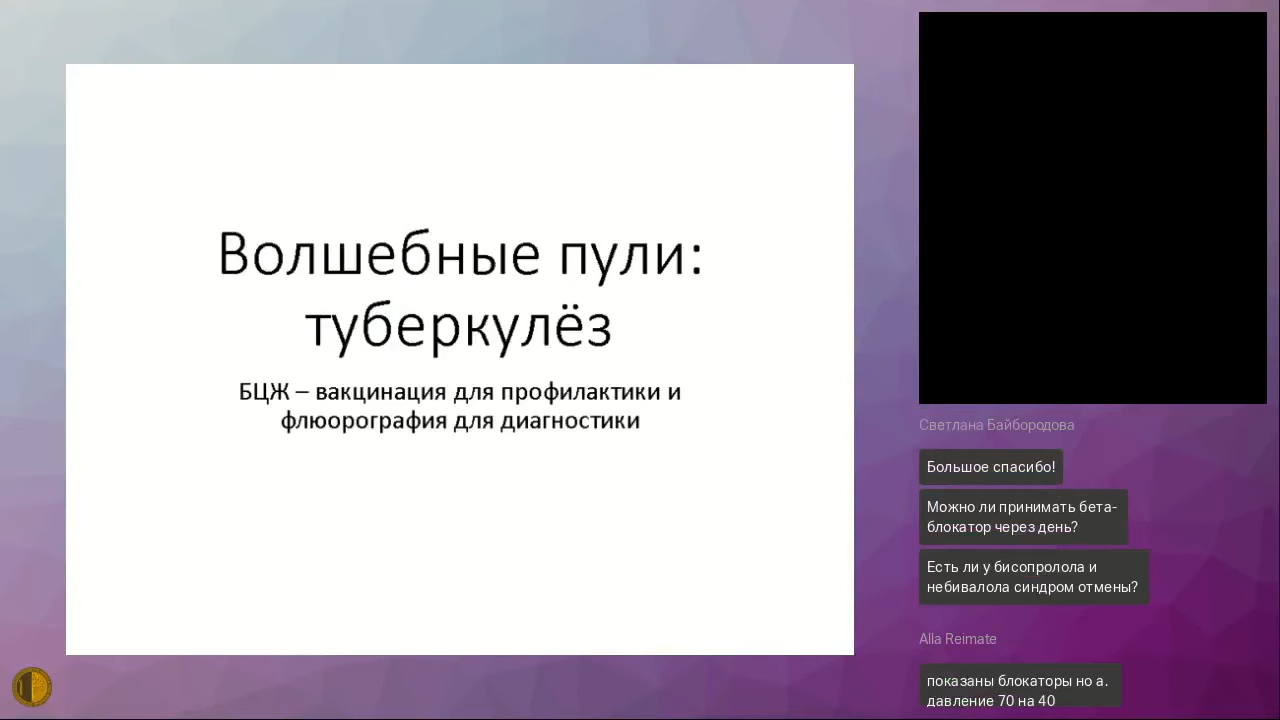 Волшебные пули:
туберкулёз
БЦЖ – вакцинация для профилактики и
флюорография для диагностики
Светлана Байбородова
Большое спасибо!
Можно ли принимать бета-
блокатор через день?
Есть ли у бисопролола и
небивалола синдром отмены?
Alla Reimate
показаны блокаторы но а.
давление 70 на 40